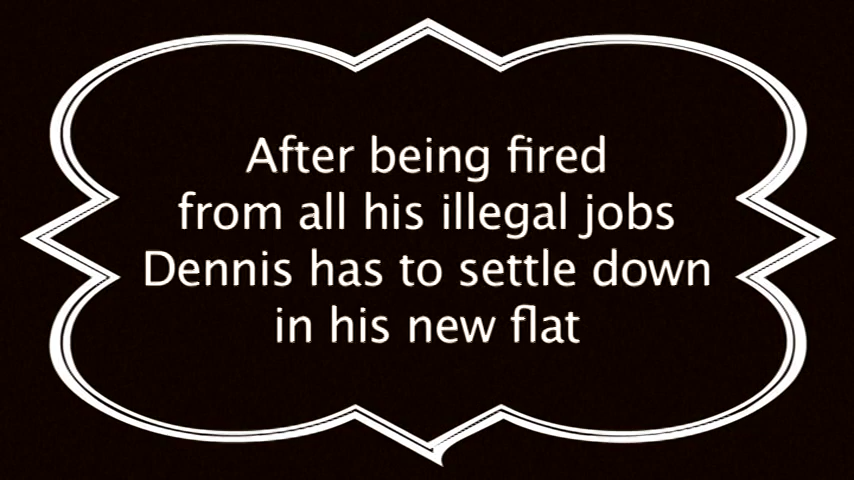 After being fired
from all his illegal jobs
Dennis has to settle down
in his new flat